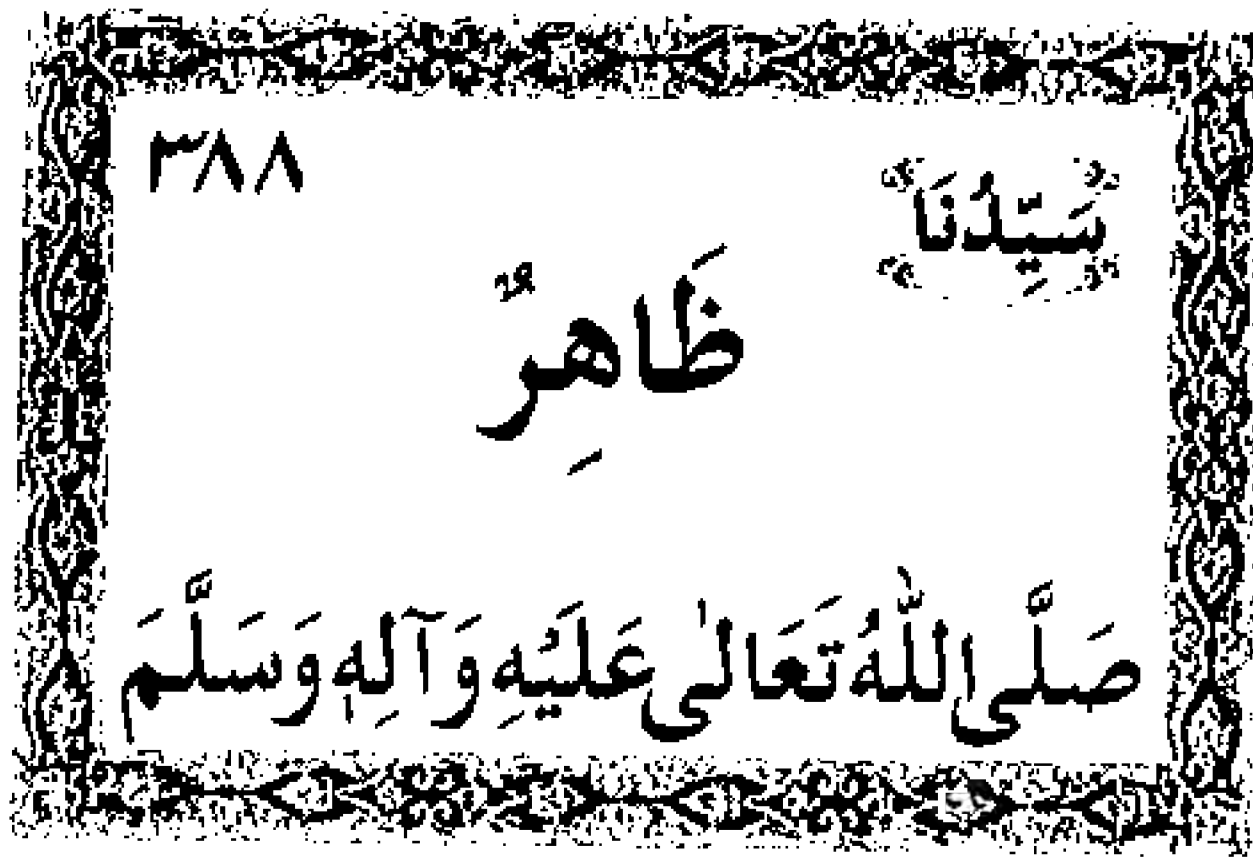 ٣٨٨
سَيِّدُنَا
ظَاهِرٌ
صَلَّى اللّٰهُ تَعَالٰى عَلَيْهِ وَآلِهٖ وَسَلَّمَ